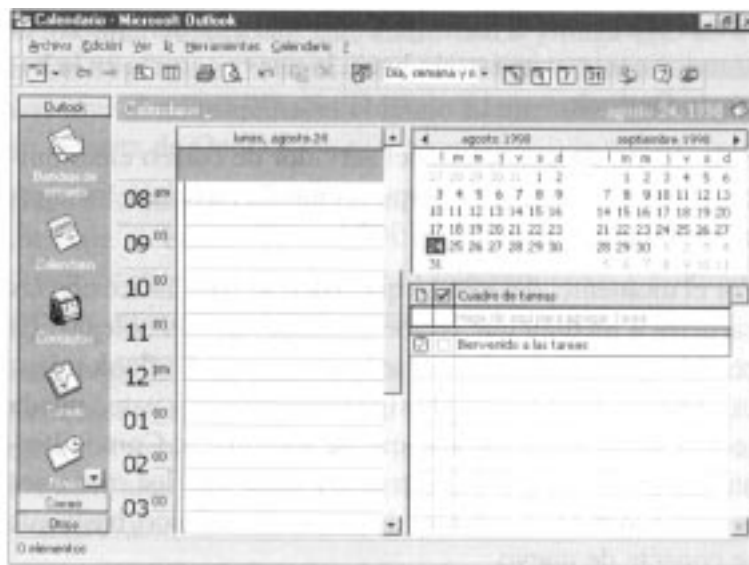 Calendario - Microsoft Outlook
Archivo Edición Ver Ir Herramientas Calendario ?
Día, semana y
Outlook
Calendario
agosto 24, 1998
Bandeja de entrada
Calendario
Contactos
Tareas
Notas
Correo
Otros
lunes, agosto 24
08 am
09 00
10 00
11 00
12 pm
01 00
02 00
03 00
agosto 1998
l m m j v s d
27 28 29 30 31 1 2
3 4 5 6 7 8 9
10 11 12 13 14 15 16
17 18 19 20 21 22 23
24 25 26 27 28 29 30
31
septiembre 1998
l m m j v s d
1 2 3 4 5 6
7 8 9 10 11 12 13
14 15 16 17 18 19 20
21 22 23 24 25 26 27
28 29 30 1 2 3 4
5 6 7 8 9 10 11
Cuadro de tareas
Haga clic aquí para agregar Tarea
Bienvenido a las tareas
0 elementos